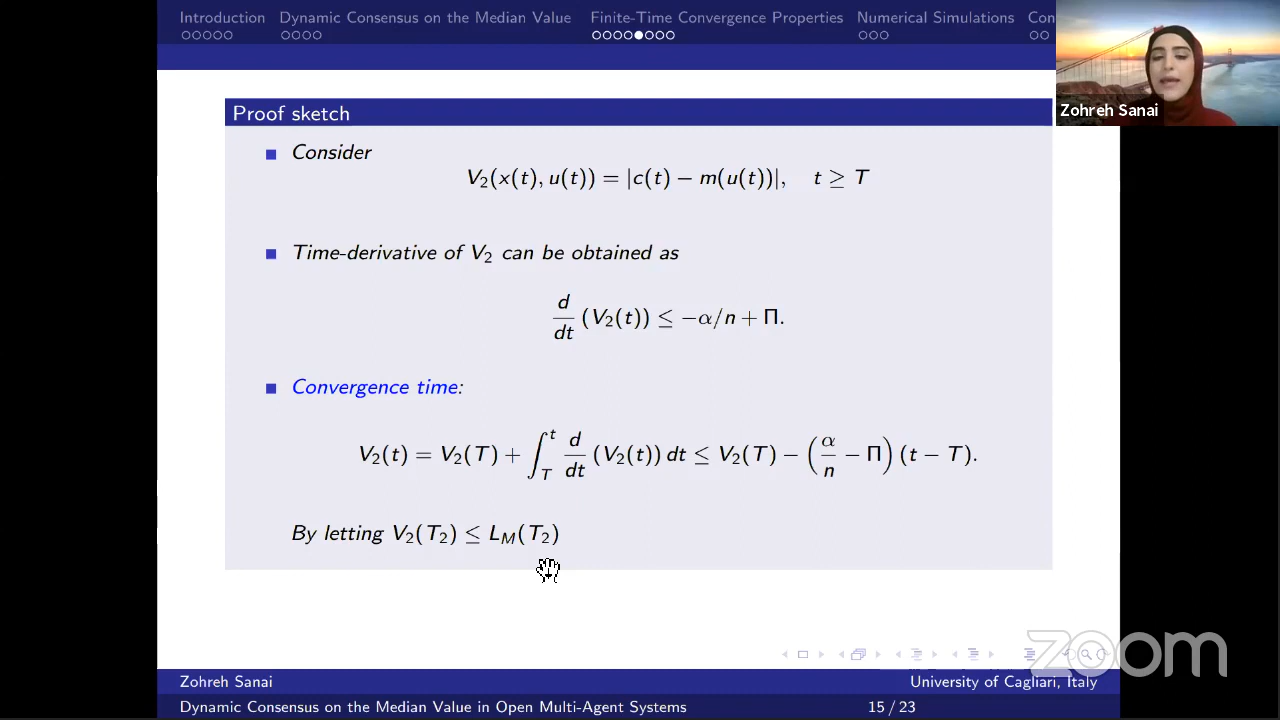 Introduction Dynamic Consensus on the Median Value Finite-Time Convergence Properties Numerical Simulations Con
Zohreh Sanai
Proof sketch
Consider
V₂(x(t), u(t)) = |c(t) − m(u(t))|, t ≥ T
Time-derivative of V₂ can be obtained as
d/dt (V₂(t)) ≤ −α/n + Π.
Convergence time:
V₂(t) = V₂(T) + ∫_T^t d/dt (V₂(t)) dt ≤ V₂(T) − (α/n − Π) (t − T).
By letting V₂(T₂) ≤ L_M(T₂)
zoom
Zohreh Sanai University of Cagliari, Italy
Dynamic Consensus on the Median Value in Open Multi-Agent Systems 15 / 23